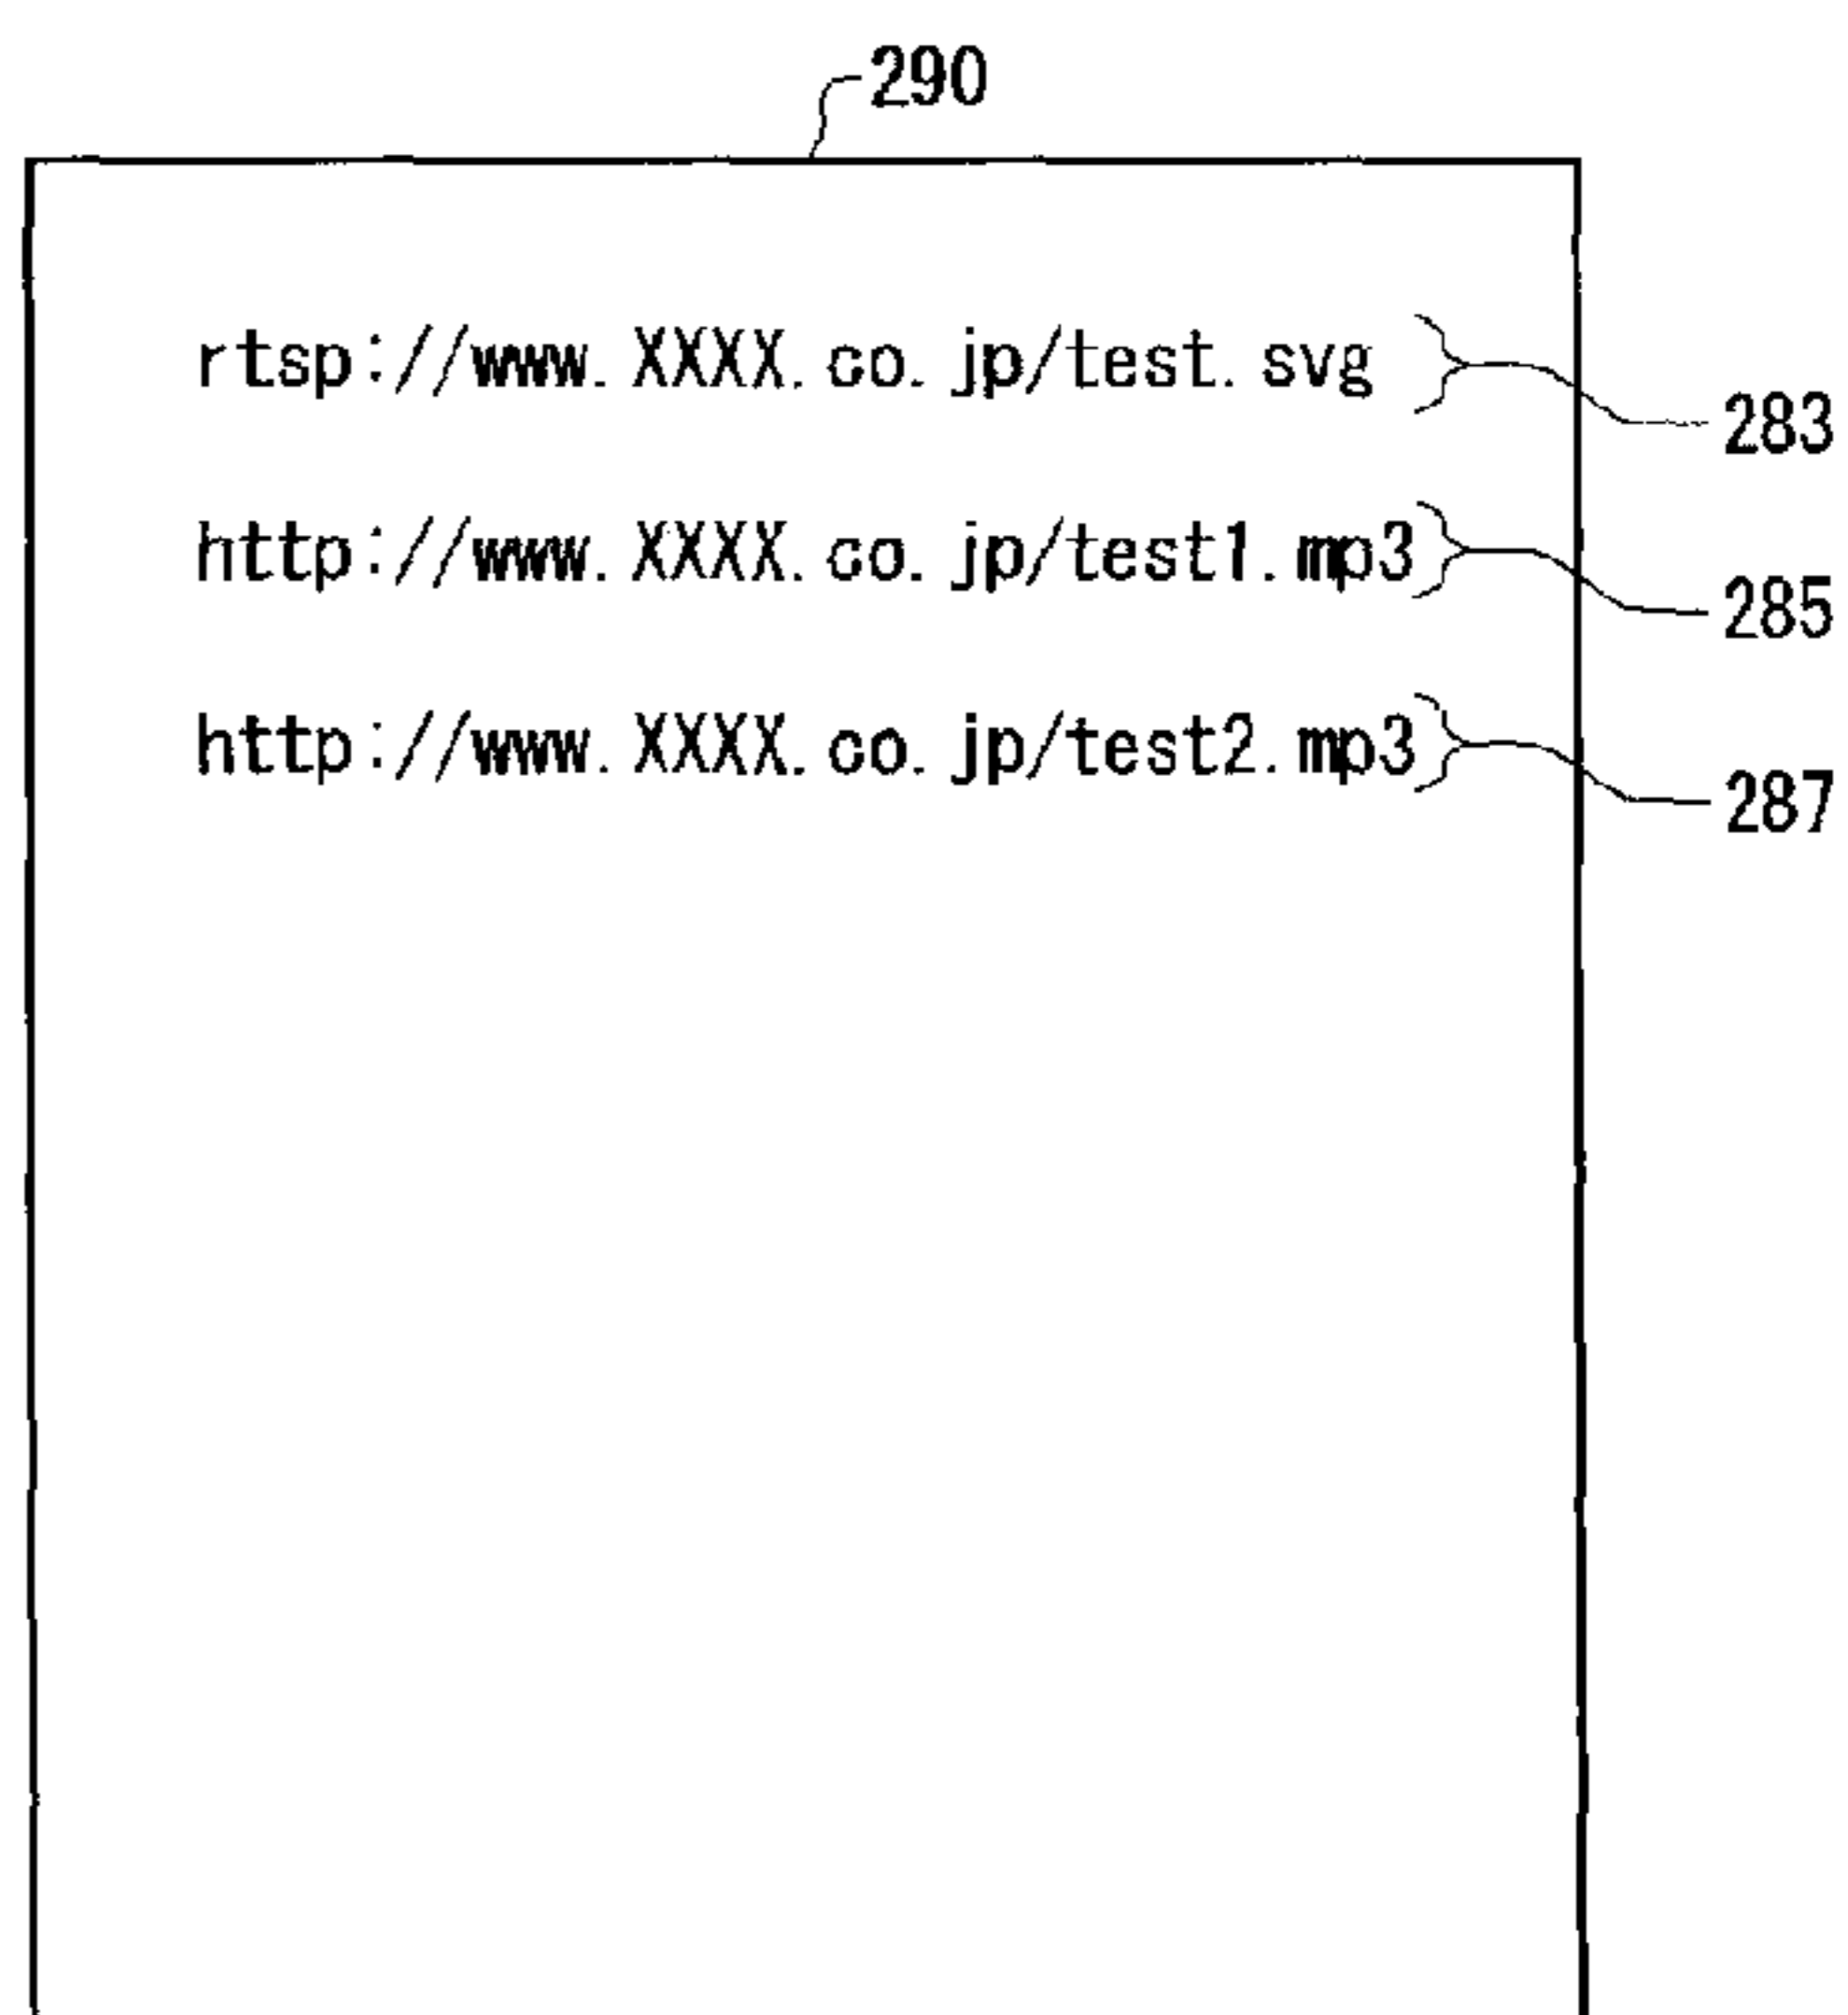 290
rtsp://www.XXXX.co.jp/test.svg
283
http://www.XXXX.co.jp/test1.mp3
285
http://www.XXXX.co.jp/test2.mp3
287